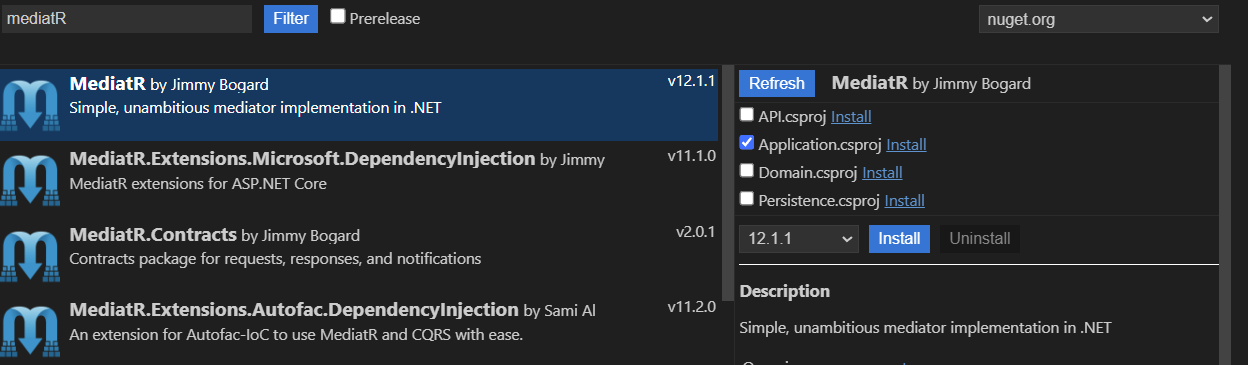 mediatR Filter Prerelease nuget.org
MediatR by Jimmy Bogard v12.1.1
Simple, unambitious mediator implementation in .NET
MediatR.Extensions.Microsoft.DependencyInjection by Jimmy v11.1.0
MediatR extensions for ASP.NET Core
MediatR.Contracts by Jimmy Bogard v2.0.1
Contracts package for requests, responses, and notifications
MediatR.Extensions.Autofac.DependencyInjection by Sami Al v11.2.0
An extension for Autofac-IoC to use MediatR and CQRS with ease.
Refresh MediatR by Jimmy Bogard
API.csproj Install
Application.csproj Install
Domain.csproj Install
Persistence.csproj Install
12.1.1 Install Uninstall
Description
Simple, unambitious mediator implementation in .NET